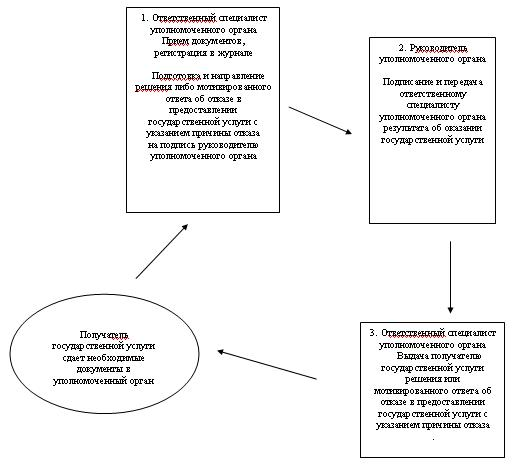 1. Ответственный специалист
уполномоченного органа
Прием документов,
регистрация в журнале
Подготовка и направление
решения либо мотивированного
ответа об отказе в
предоставлении
государственной услуги с
указанием причины отказа
на подпись руководителю
уполномоченного органа
2. Руководитель
уполномоченного органа
Подписание и передача
ответственному
специалисту
уполномоченного органа
результата об оказании
государственной услуги
3. Ответственный специалист
уполномоченного органа
Выдача получателю
государственной услуги
решения или
мотивированного ответа об
отказе в предоставлении
государственной услуги с
указанием причины отказа
.
Получатель
государственной услуги
сдает необходимые
документы в
уполномоченный орган